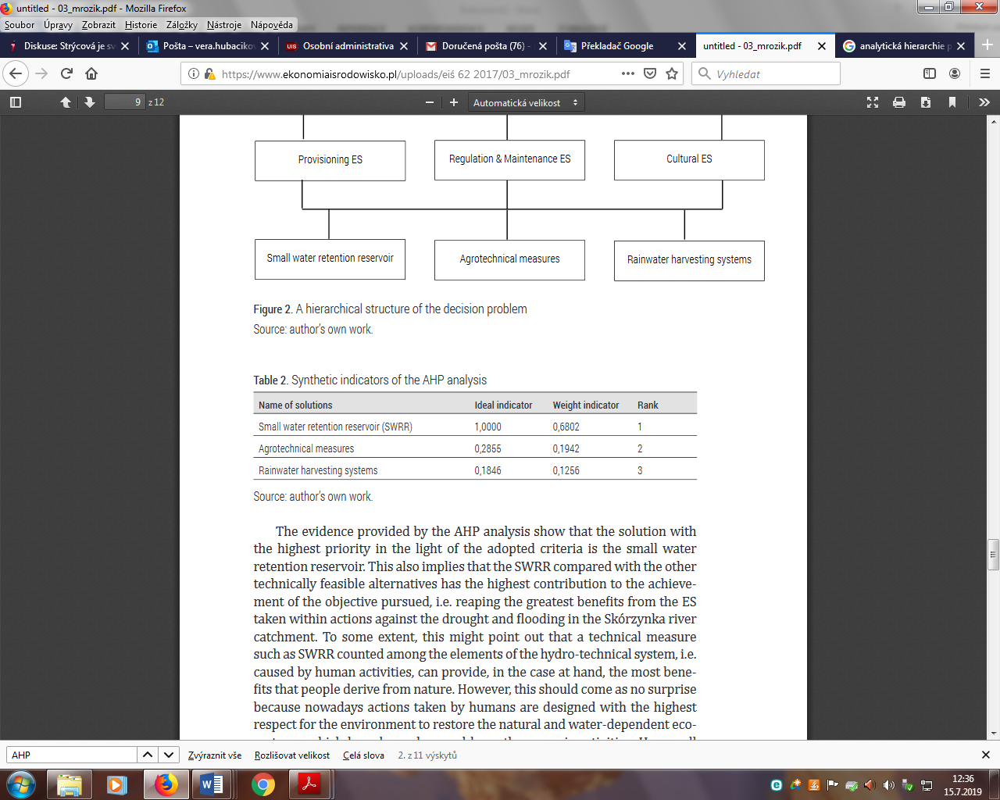 untitled - 03_mrozik.pdf - Mozilla Firefox
Soubor Úpravy Zobrazit Historie Záložky Nástroje Nápověda
Diskuse: Strýcová je sv
Pošta – vera.hubacikov
UIS Osobní administrativa
Doručená pošta (76) -
Překladač Google
untitled - 03_mrozik.pdf
analytická hierarchie p
https://www.ekonomiaisrodowisko.pl/uploads/eiš 62 2017/03_mrozik.pdf
Vyhledat
9 z 12
Automatická velikost
Provisioning ES
Regulation & Maintenance ES
Cultural ES
Small water retention reservoir
Agrotechnical measures
Rainwater harvesting systems
Figure 2. A hierarchical structure of the decision problem
Source: author's own work.
Table 2. Synthetic indicators of the AHP analysis
Name of solutions Ideal indicator Weight indicator Rank
Small water retention reservoir (SWRR) 1,0000 0,6802 1
Agrotechnical measures 0,2855 0,1942 2
Rainwater harvesting systems 0,1846 0,1256 3
Source: author's own work.
The evidence provided by the AHP analysis show that the solution with
the highest priority in the light of the adopted criteria is the small water
retention reservoir. This also implies that the SWRR compared with the other
technically feasible alternatives has the highest contribution to the achieve-
ment of the objective pursued, i.e. reaping the greatest benefits from the ES
taken within actions against the drought and flooding in the Skórzynka river
catchment. To some extent, this might point out that a technical measure
such as SWRR counted among the elements of the hydro-technical system, i.e.
caused by human activities, can provide, in the case at hand, the most bene-
fits that people derive from nature. However, this should come as no surprise
because nowadays actions taken by humans are designed with the highest
respect for the environment to restore the natural and water-dependent eco-
AHP
Zvýraznit vše Rozlišovat velikost Celá slova 2. z 11 výskytů
12:36
15.7.2019